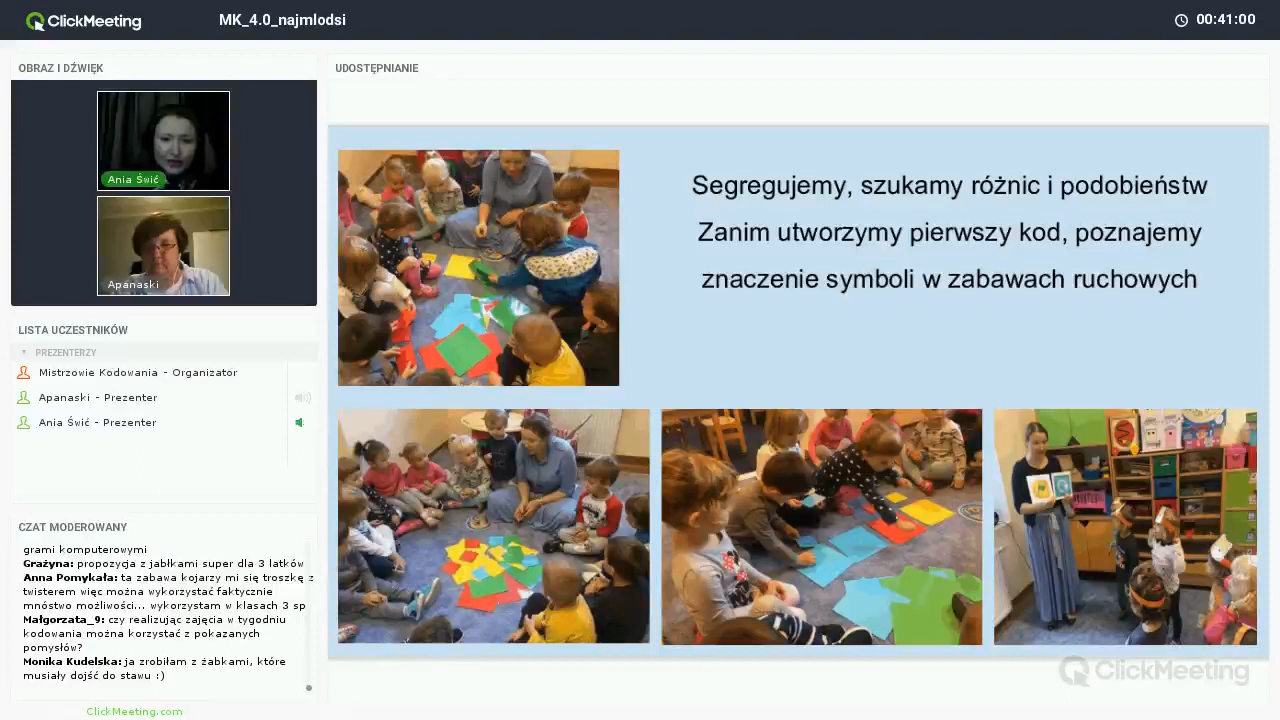 ClickMeeting
MK_4.0_najmlodsi
00:41:00
OBRAZ I DŹWIĘK
Ania Świć
Apanaski
LISTA UCZESTNIKÓW
PREZENTERZY
Mistrzowie Kodowania - Organizator
Apanaski - Prezenter
Ania Świć - Prezenter
CZAT MODEROWANY
grami komputerowymi
Grażyna: propozycja z jabłkami super dla 3 latków
Anna Pomykała: ta zabawa kojarzy mi się troszkę z
twisterem więc można wykorzystać faktycznie
mnóstwo możliwości... wykorzystam w klasach 3 sp
Małgorzata_9: czy realizując zajęcia w tygodniu
kodowania można korzystać z pokazanych
pomysłów?
Monika Kudelska: ja zrobiłam z żabkami, które
musiały dojść do stawu :)
ClickMeeting.com
UDOSTĘPNIANIE
Segregujemy, szukamy różnic i podobieństw
Zanim utworzymy pierwszy kod, poznajemy
znaczenie symboli w zabawach ruchowych
ClickMeeting